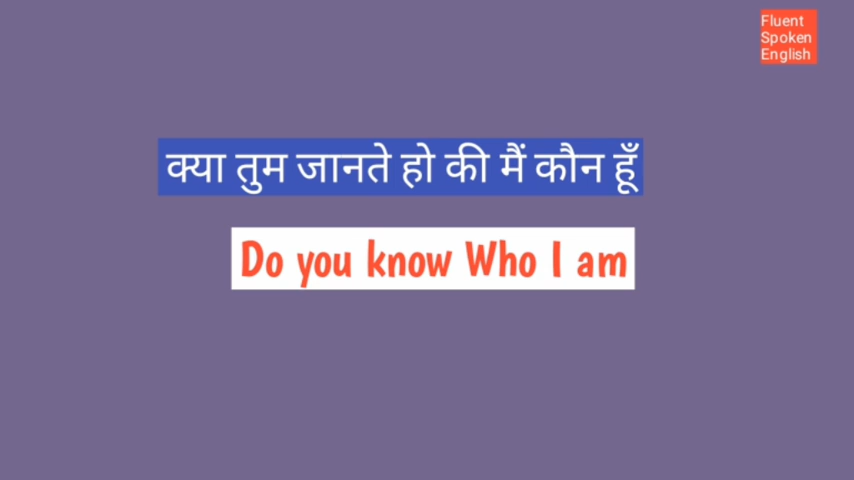 Fluent
Spoken
English
क्या तुम जानते हो की मैं कौन हूँ
Do you know Who I am